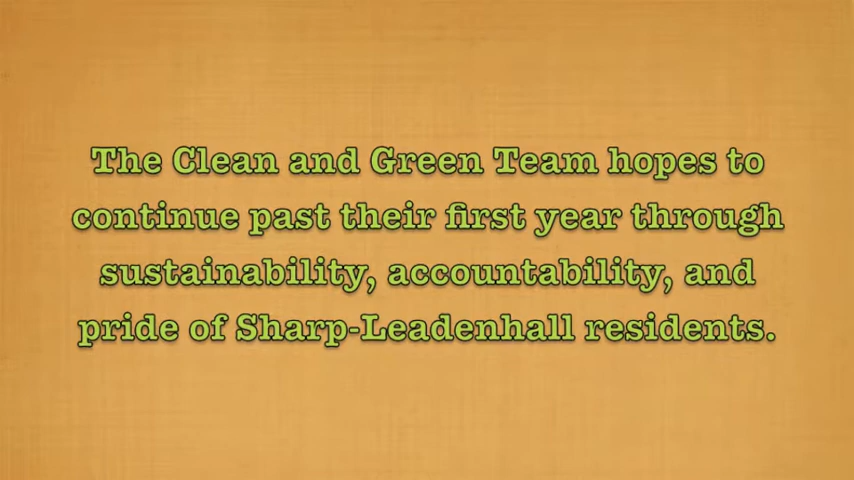 The Clean and Green Team hopes to
continue past their first year through
sustainability, accountability, and
pride of Sharp-Leadenhall residents.